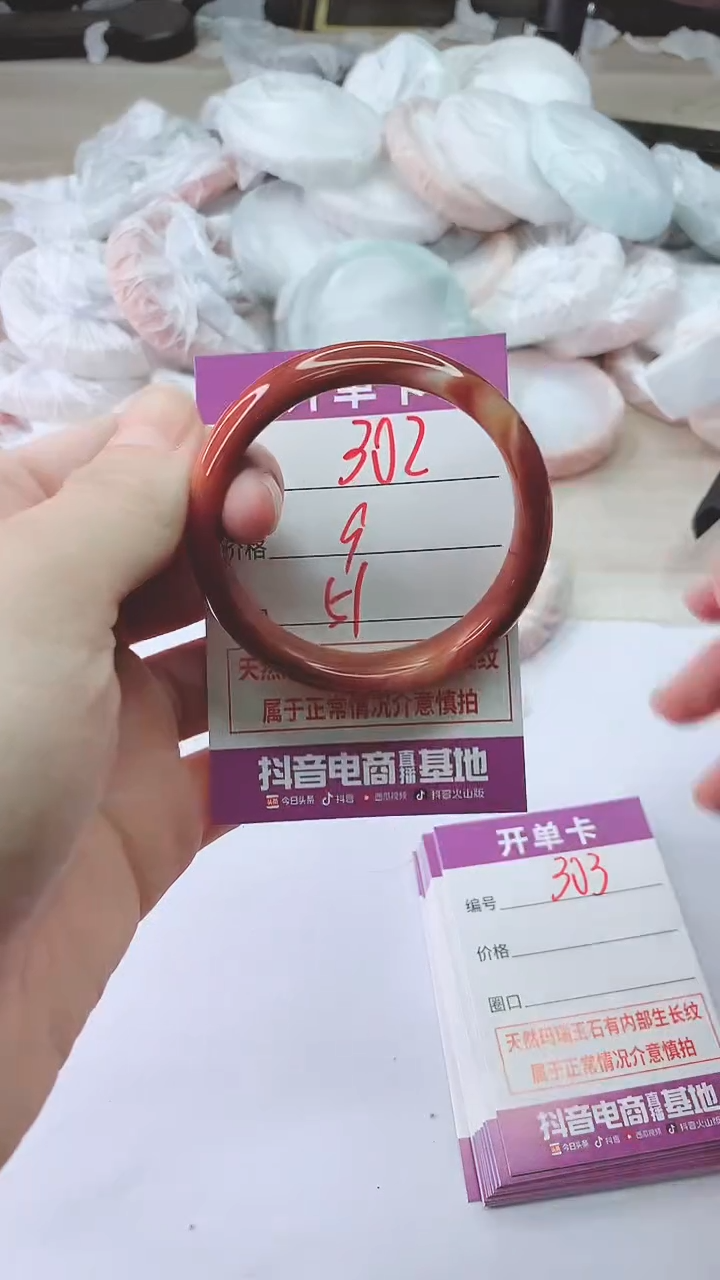 开单卡
302
价格 9
51
天然 纹
属于正常情况介意慎拍
抖音电商直播基地
今日头条 抖音 西瓜视频 抖音火山版
开单卡
编号 303
价格
圈口
天然玛瑙玉石有内部生长纹
属于正常情况介意慎拍
抖音电商直播基地
今日头条 抖音 西瓜视频 抖音火山版